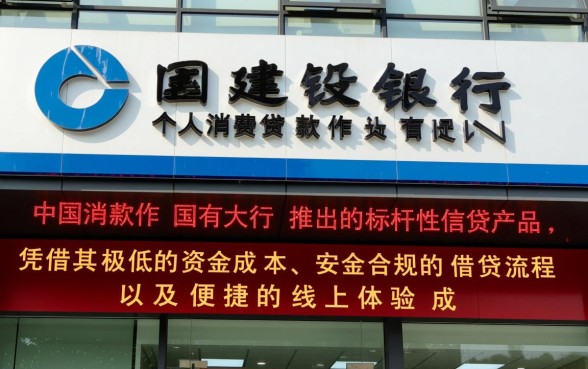 国建设银行
个人消费贷款作
中国消款作 国有大行 推出的标杆性信贷产品，
凭借其极低的资金成本、安金合规的借贷流程
以及便捷的线上体验 成